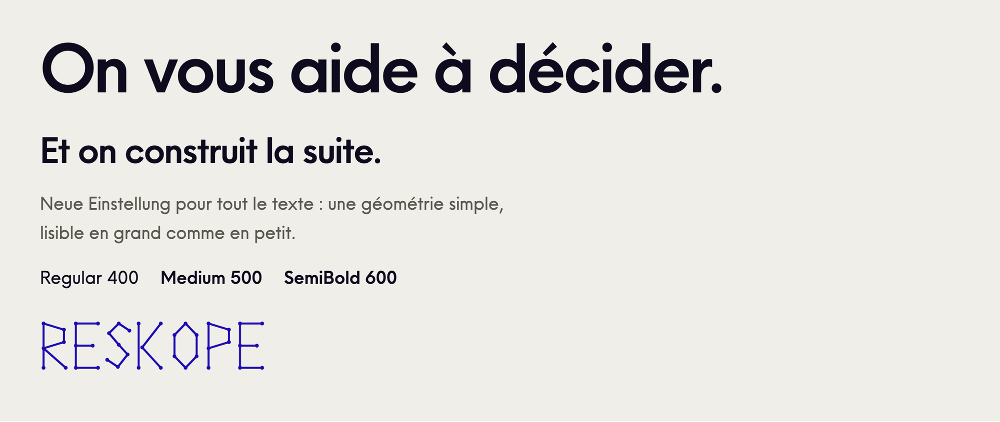 On vous aide à décider.
Et on construit la suite.
Neue Einstellung pour tout le texte : une géométrie simple,
lisible en grand comme en petit.
Regular 400 Medium 500 SemiBold 600
RESKOPE